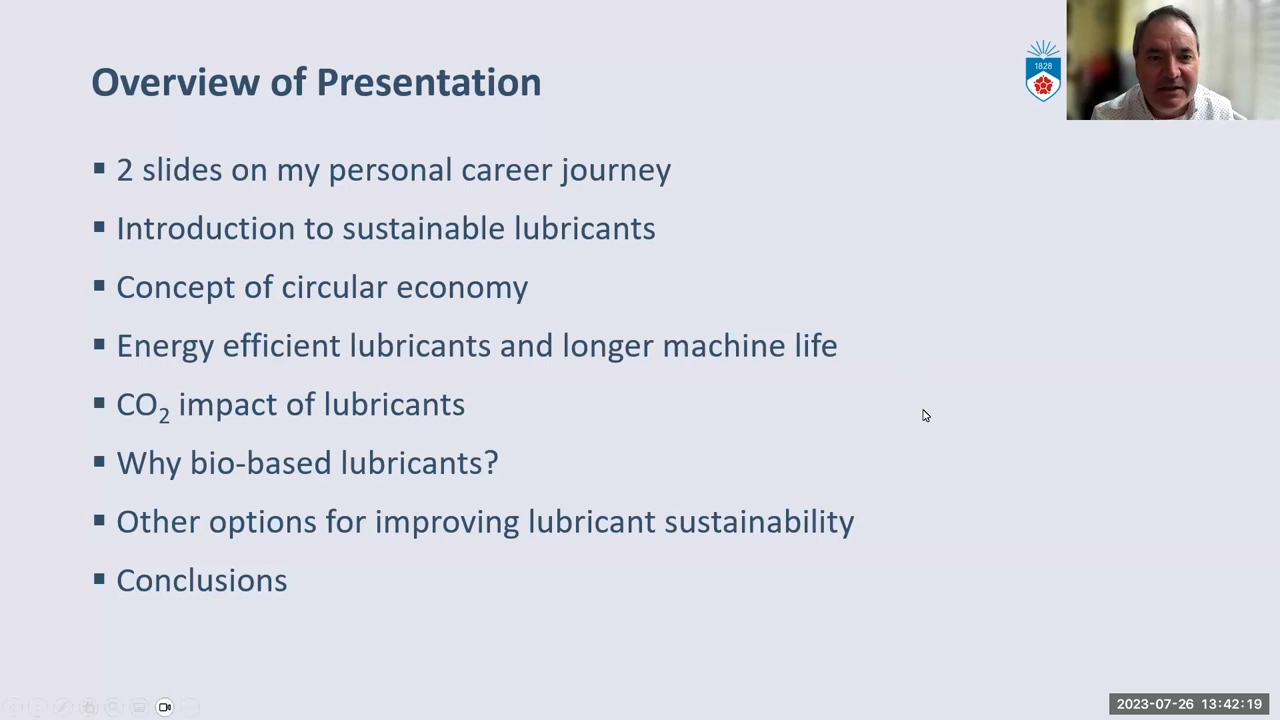 Overview of Presentation
1828
▪ 2 slides on my personal career journey
▪ Introduction to sustainable lubricants
▪ Concept of circular economy
▪ Energy efficient lubricants and longer machine life
▪ CO₂ impact of lubricants
▪ Why bio-based lubricants?
▪ Other options for improving lubricant sustainability
▪ Conclusions
2023-07-26 13:42:19